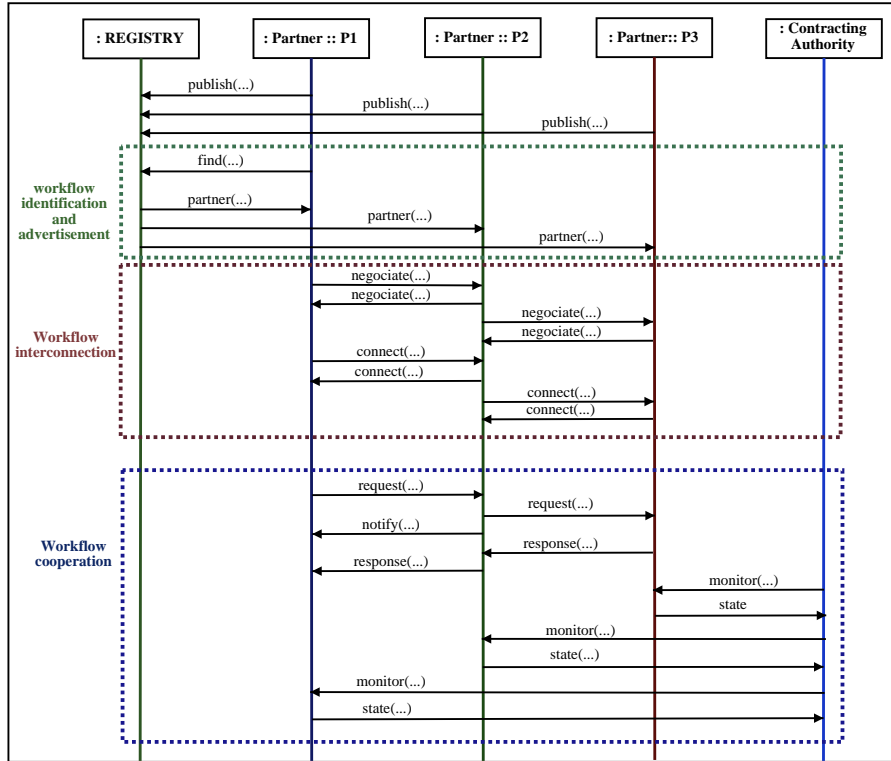 : REGISTRY
: Partner :: P1
: Partner :: P2
: Partner:: P3
: Contracting
Authority
publish(...)
publish(...)
publish(...)
find(...)
workflow
identification
and
advertisement
partner(...)
partner(...)
partner(...)
negociate(...)
negociate(...)
negociate(...)
negociate(...)
Workflow
interconnection
connect(...)
connect(...)
connect(...)
connect(...)
request(...)
request(...)
notify(...)
Workflow
cooperation
response(...)
response(...)
monitor(...)
state
monitor(...)
state(...)
monitor(...)
state(...)